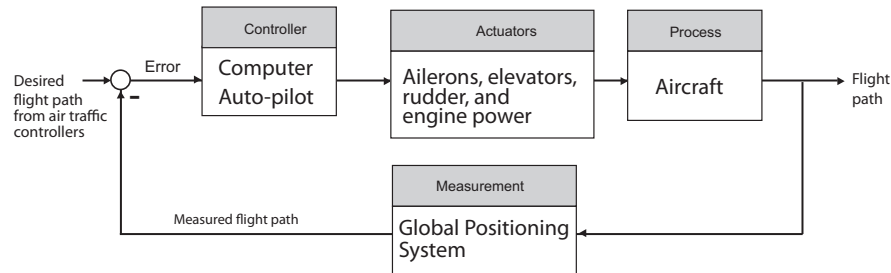 Controller
Actuators
Process
Desired
flight path
from air traffic
controllers
Error
Computer
Auto-pilot
Ailerons, elevators,
rudder, and
engine power
Aircraft
Flight
path
Measurement
Measured flight path
Global Positioning
System